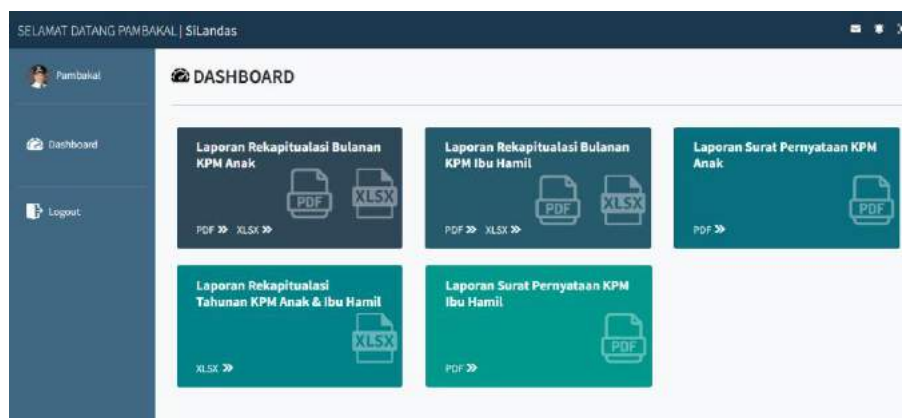 SELAMAT DATANG PAMBAKAL | SiLandas
Pambakal
Dashboard
Logout
DASHBOARD
Laporan Rekapitualasi Bulanan
KPM Anak
PDF XLSX
PDF XLSX
Laporan Rekapitualasi Bulanan
KPM Ibu Hamil
PDF XLSX
PDF XLSX
Laporan Surat Pernyataan KPM
Anak
PDF
PDF
Laporan Rekapitualasi
Tahunan KPM Anak & Ibu Hamil
XLSX
XLSX
Laporan Surat Pernyataan KPM
Ibu Hamil
PDF
PDF